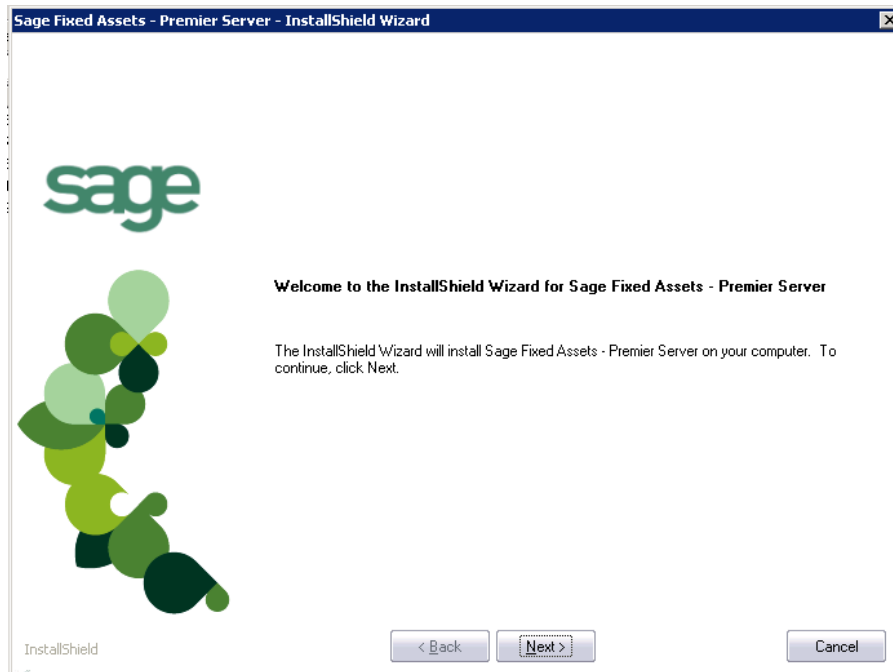 Sage Fixed Assets - Premier Server - InstallShield Wizard
sage
Welcome to the InstallShield Wizard for Sage Fixed Assets - Premier Server
The InstallShield Wizard will install Sage Fixed Assets - Premier Server on your computer. To
continue, click Next.
InstallShield
< Back
Next >
Cancel